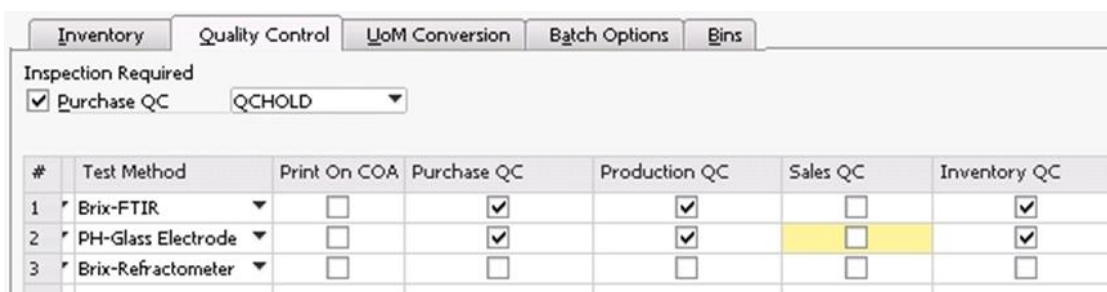 Inventory Quality Control UoM Conversion Batch Options Bins
Inspection Required
Purchase QC QCHOLD
# Test Method Print On COA Purchase QC Production QC Sales QC Inventory QC
1 Brix-FTIR
2 PH-Glass Electrode
3 Brix-Refractometer